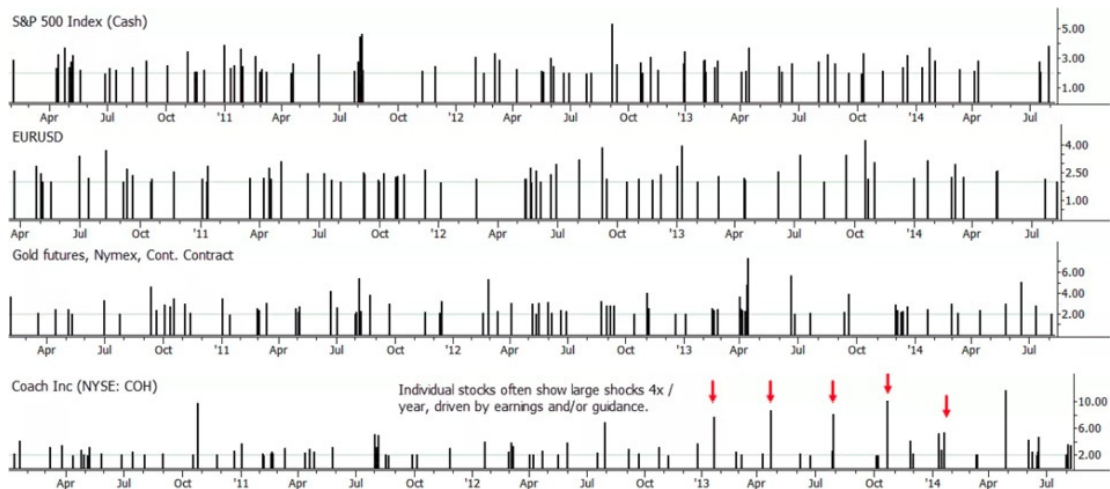 S&P 500 Index (Cash)
5.00
3.00
1.00
Apr Jul Oct '11 Apr Jul Oct '12 Apr Jul Oct '13 Apr Jul Oct '14 Apr Jul
EURUSD
4.00
2.50
1.00
Apr Jul Oct '11 Apr Jul Oct '12 Apr Jul Oct '13 Apr Jul Oct '14 Apr Jul
Gold futures, Nymex, Cont. Contract
6.00
4.00
2.00
Apr Jul Oct '11 Apr Jul Oct '12 Apr Jul Oct '13 Apr Jul Oct '14 Apr Jul
Coach Inc (NYSE: COH)
Individual stocks often show large shocks 4x /
year, driven by earnings and/or guidance.
10.00
6.00
2.00
Apr Jul Oct '11 Apr Jul Oct '12 Apr Jul Oct '13 Apr Jul Oct '14 Apr Jul